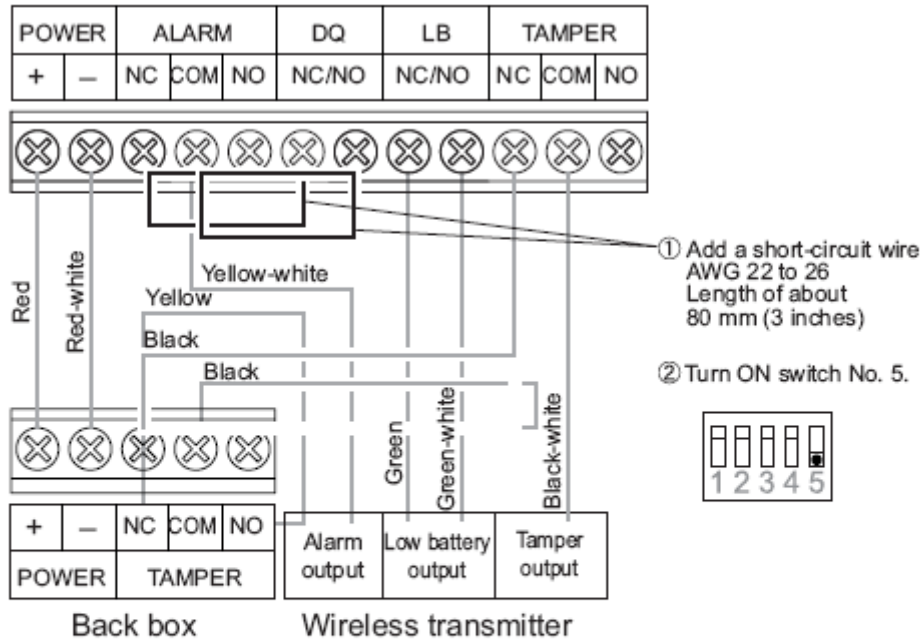 POWER ALARM DQ LB TAMPER
+ – NC COM NO NC/NO NC/NO NC COM NO
① Add a short-circuit wire
AWG 22 to 26
Length of about
80 mm (3 inches)
② Turn ON switch No. 5.
1 2 3 4 5
Red
Red-white
Yellow-white
Yellow
Black
Black
Green
Green-white
Black-white
+ – NC COM NO
POWER TAMPER
Back box
Alarm
output
Low battery
output
Tamper
output
Wireless transmitter